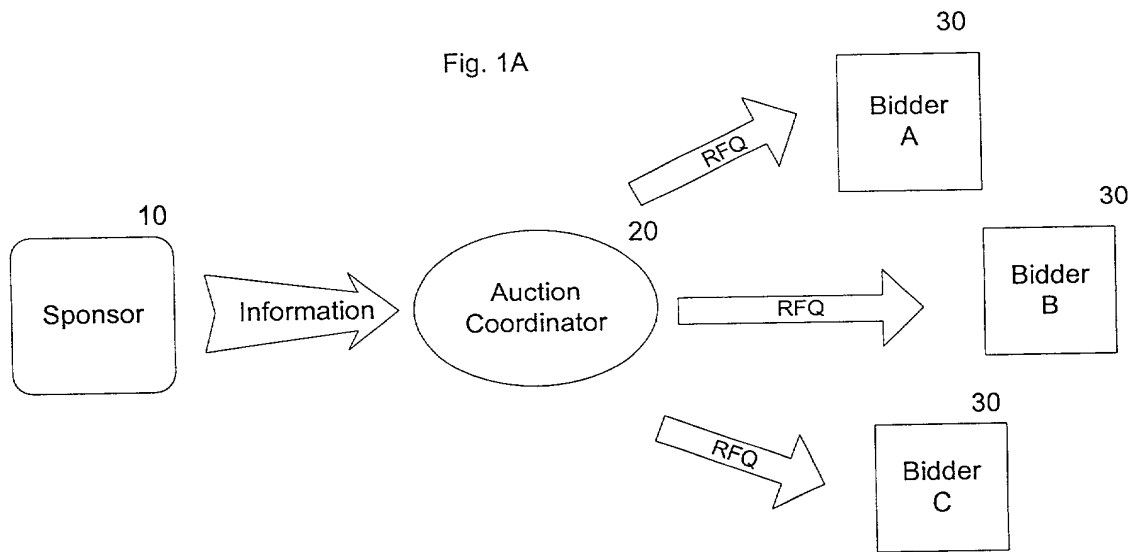 30
Fig. 1A
Bidder
A
RFQ
30
10
20
Sponsor
Information
Auction
Coordinator
RFQ
Bidder
B
30
RFQ
Bidder
C